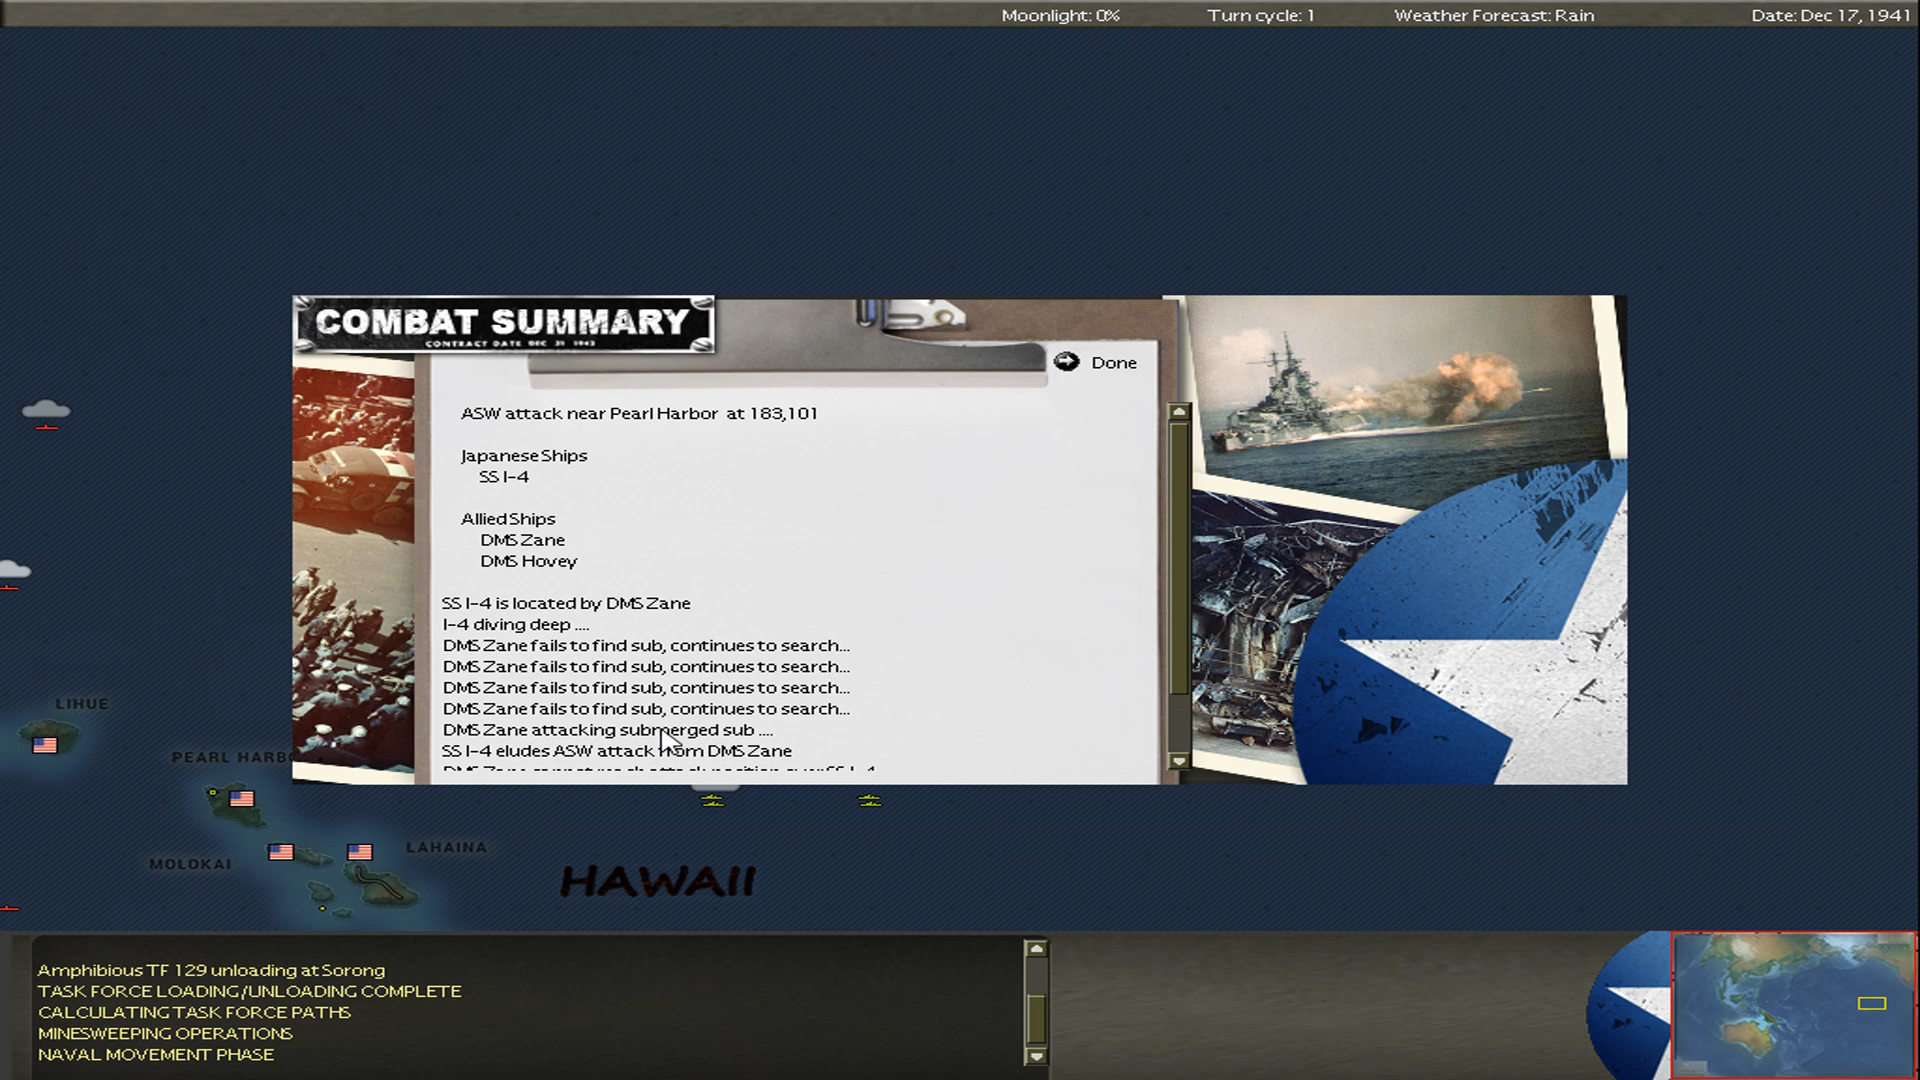 Moonlight: 0% Turn cycle: 1 Weather Forecast: Rain Date: Dec 17, 1941
COMBAT SUMMARY
CONTRACT DATE DEC 31 1943
Done
ASW attack near Pearl Harbor at 183,101
Japanese Ships
SS I-4
Allied Ships
DMS Zane
DMS Hovey
SS I-4 is located by DMS Zane
I-4 diving deep ....
DMS Zane fails to find sub, continues to search...
DMS Zane fails to find sub, continues to search...
DMS Zane fails to find sub, continues to search...
DMS Zane fails to find sub, continues to search...
DMS Zane attacking submerged sub ....
SS I-4 eludes ASW attack from DMS Zane
LIHUE
PEARL HARBO
MOLOKAI
LAHAINA
HAWAII
Amphibious TF 129 unloading at Sorong
TASK FORCE LOADING/UNLOADING COMPLETE
CALCULATING TASK FORCE PATHS
MINESWEEPING OPERATIONS
NAVAL MOVEMENT PHASE